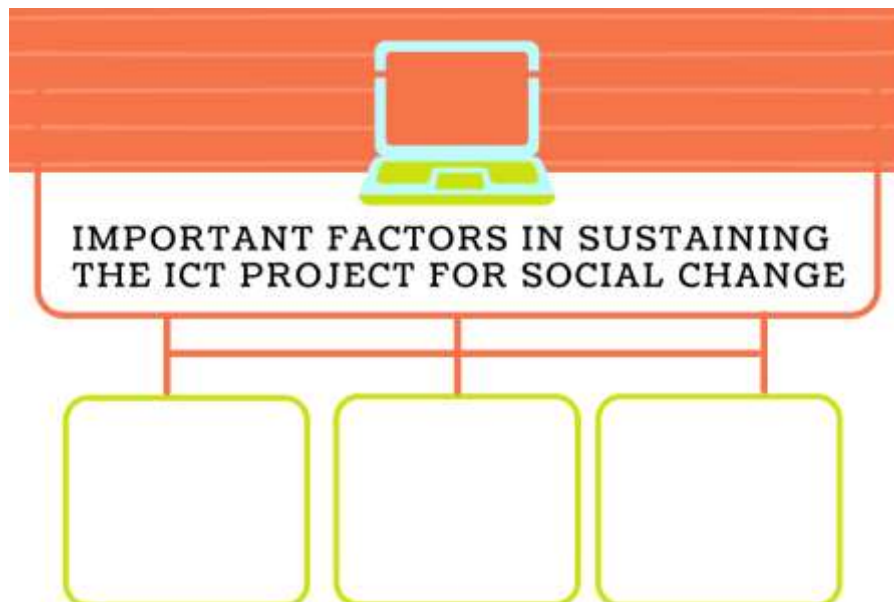 IMPORTANT FACTORS IN SUSTAINING
THE ICT PROJECT FOR SOCIAL CHANGE